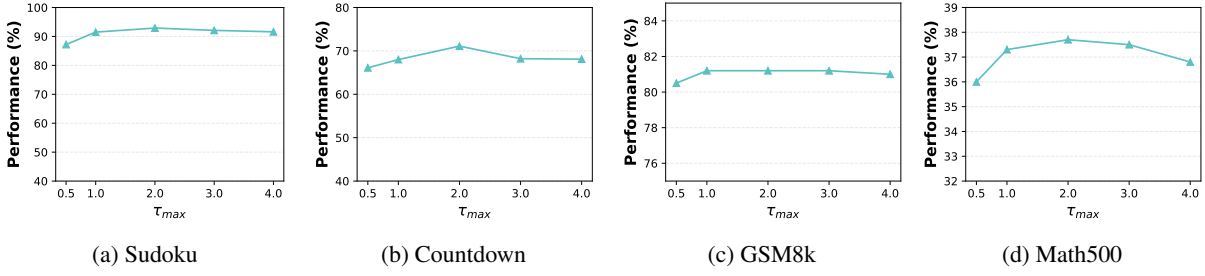 Performance (%)
100
90
80
70
60
50
40
0.5 1.0 2.0 3.0 4.0
τmax
(a) Sudoku
Performance (%)
80
70
60
50
40
0.5 1.0 2.0 3.0 4.0
τmax
(b) Countdown
Performance (%)
84
82
80
78
76
0.5 1.0 2.0 3.0 4.0
τmax
(c) GSM8k
Performance (%)
39
38
37
36
35
34
33
32
0.5 1.0 2.0 3.0 4.0
τmax
(d) Math500